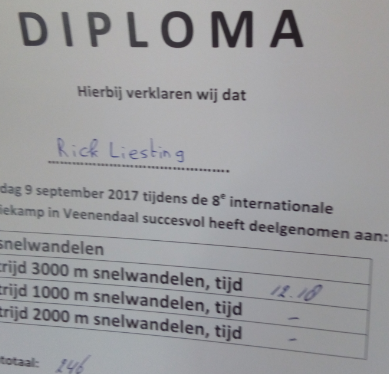 DIPLOMA
Hierbij verklaren wij dat
Rick Liesting
dag 9 september 2017 tijdens de 8e internationale
iekamp in Veenendaal succesvol heeft deelgenomen aan:
snelwandelen
trijd 3000 m snelwandelen, tijd 12.18
trijd 1000 m snelwandelen, tijd -
trijd 2000 m snelwandelen, tijd -
totaal: 246